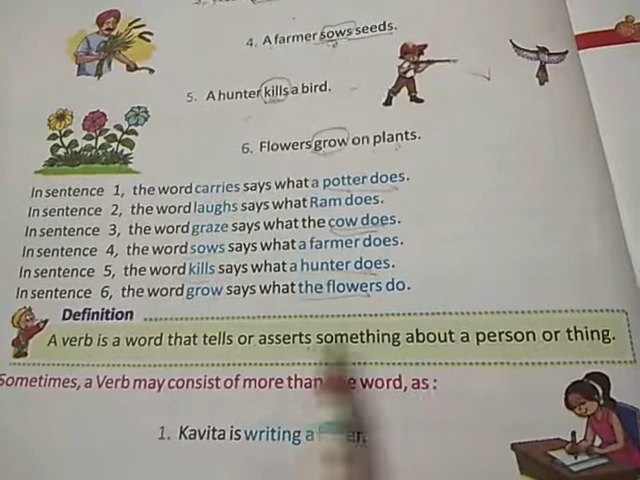 4. A farmer sows seeds.
5. A hunter kills a bird.
6. Flowers grow on plants.
In sentence 1, the word carries says what a potter does.
In sentence 2, the word laughs says what Ram does.
In sentence 3, the word graze says what the cow does.
In sentence 4, the word sows says what a farmer does.
In sentence 5, the word kills says what a hunter does.
In sentence 6, the word grow says what the flowers do.
Definition
A verb is a word that tells or asserts something about a person or thing.
Sometimes, a Verb may consist of more than word, as :
1. Kavita is writing a